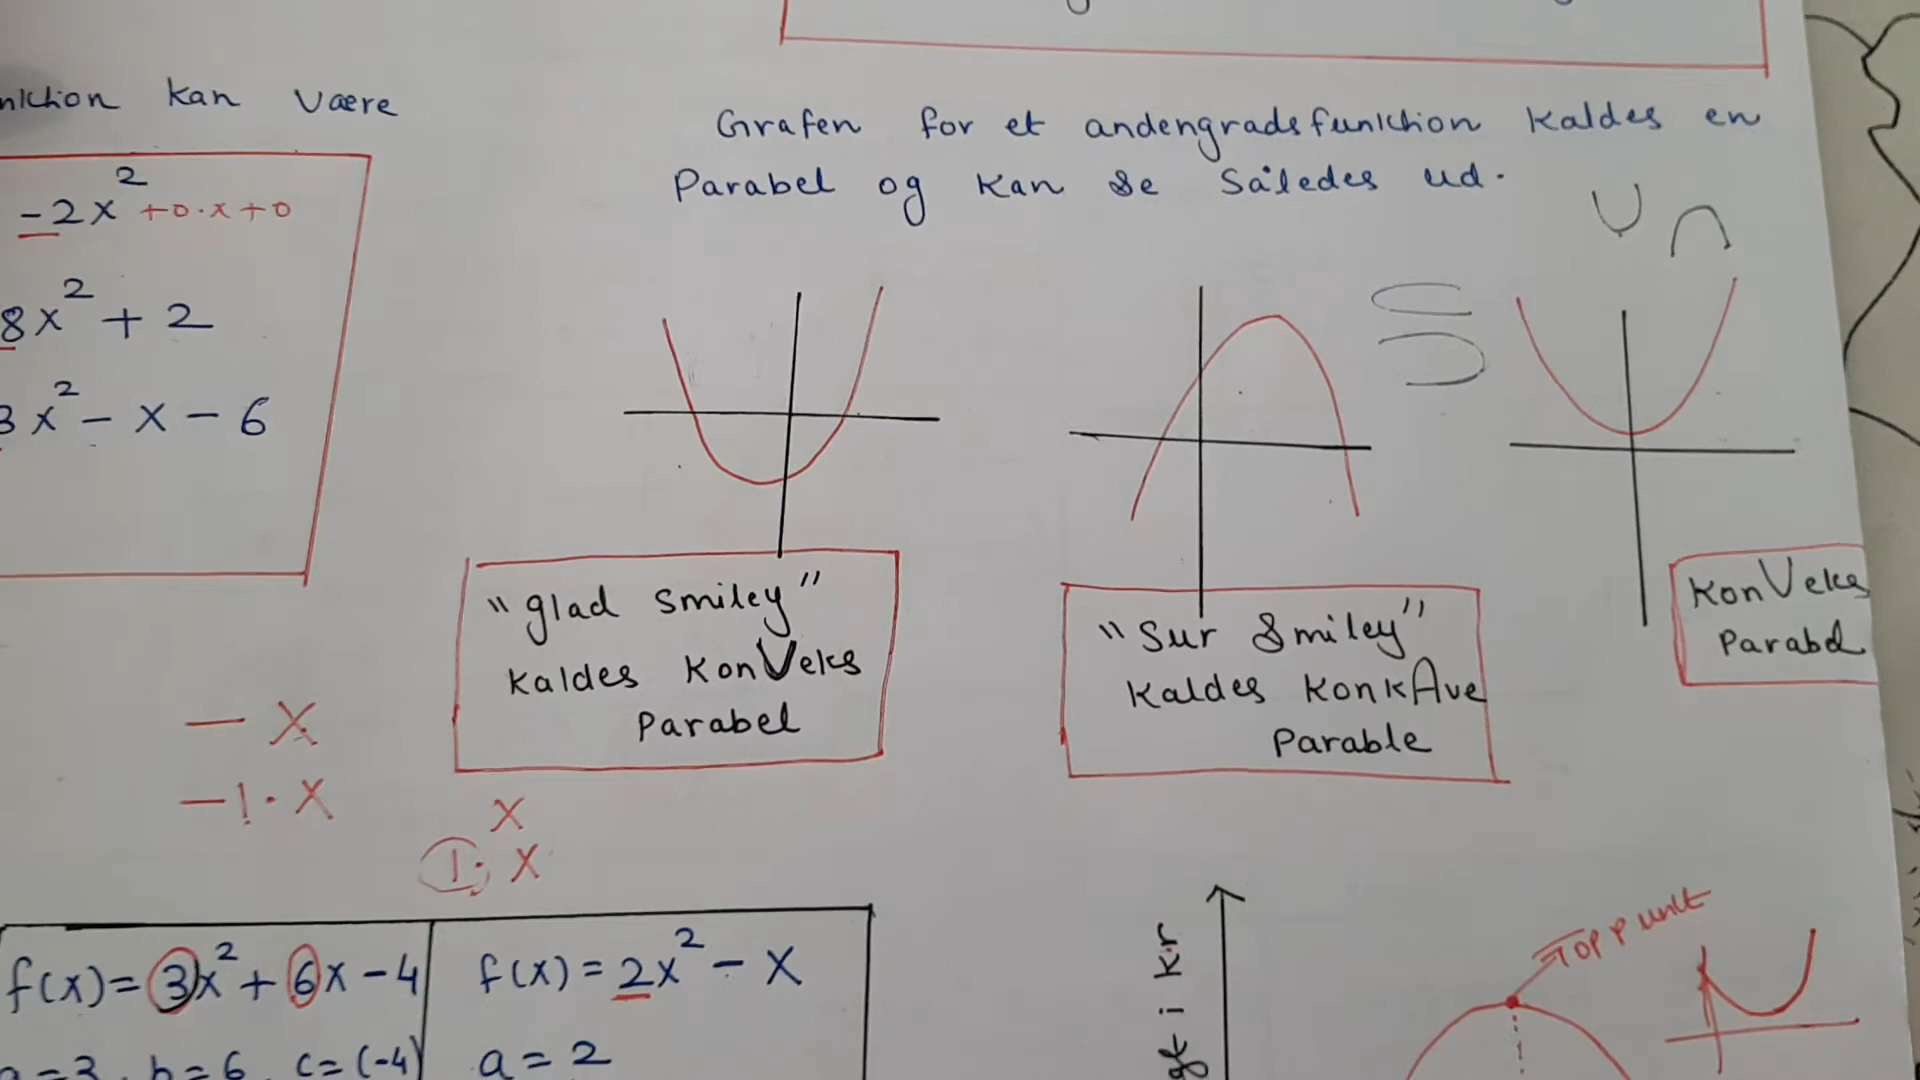 kan være
-2x² +0·x+0
8x² + 2
3x² - x - 6
Grafen for et andengradsfunktion kaldes en
Parabel og kan se således ud.
"glad smiley"
kaldes konVeks
Parabel
"Sur smiley"
kaldes konkAve
Parable
konVeks
Parabel
- x
-1·x
x
1·x
f(x)=3x²+6x-4
a=3, b=6, c=(-4)
f(x)=2x²-x
a=2
i kr
Toppunkt